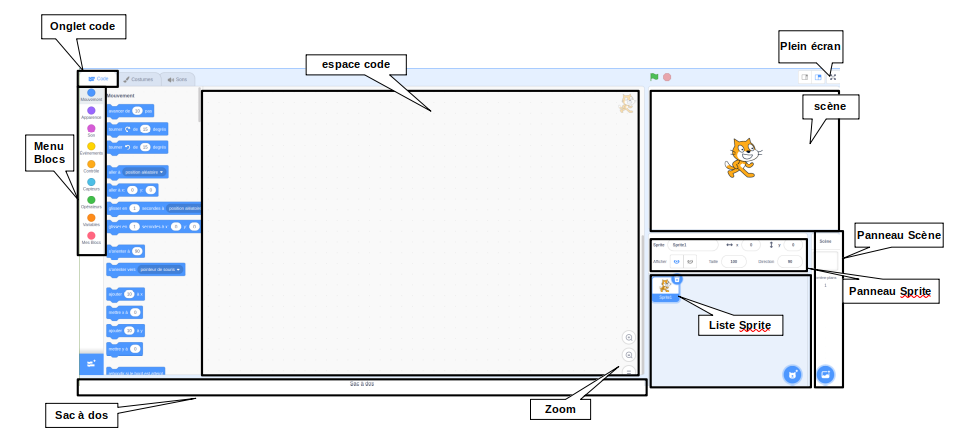 Onglet code
Plein écran
espace code
Code
Costumes
Sons
scène
Mouvement
Mouvement
avancer de 10 pas
Apparence
tourner de 15 degrés
Son
tourner de 15 degrés
Événements
Menu
Blocs
Contrôle
aller à position aléatoire
Capteurs
aller à x: 0 y: 0
Opérateurs
glisser en 1 secondes à position aléatoire
Variables
glisser en 1 secondes à x: 0 y: 0
Mes Blocs
Panneau Scène
Sprite Sprite1 x 0 y 0
Scène
s'orienter à 90
Afficher Taille 100 Direction 90
s'orienter vers pointeur de souris
Panneau Sprite
1
ajouter 10 à x
Sprite1
mettre x à 0
Liste Sprite
ajouter 10 à y
mettre y à 0
Sac à dos
Zoom
Sac à dos